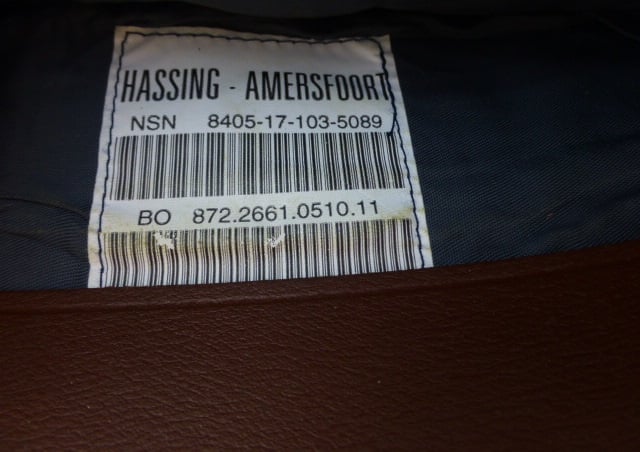 HASSING - AMERSFOORT
NSN 8405-17-103-5089
BO 872.2661.0510.11